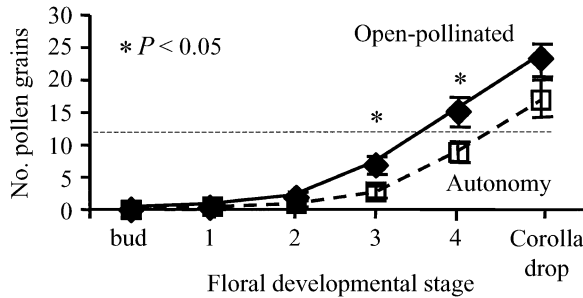 30
25
20
15
10
5
0
No. pollen grains
* P < 0.05
Open-pollinated
*
*
Autonomy
bud 1 2 3 4 Corolla
drop
Floral developmental stage